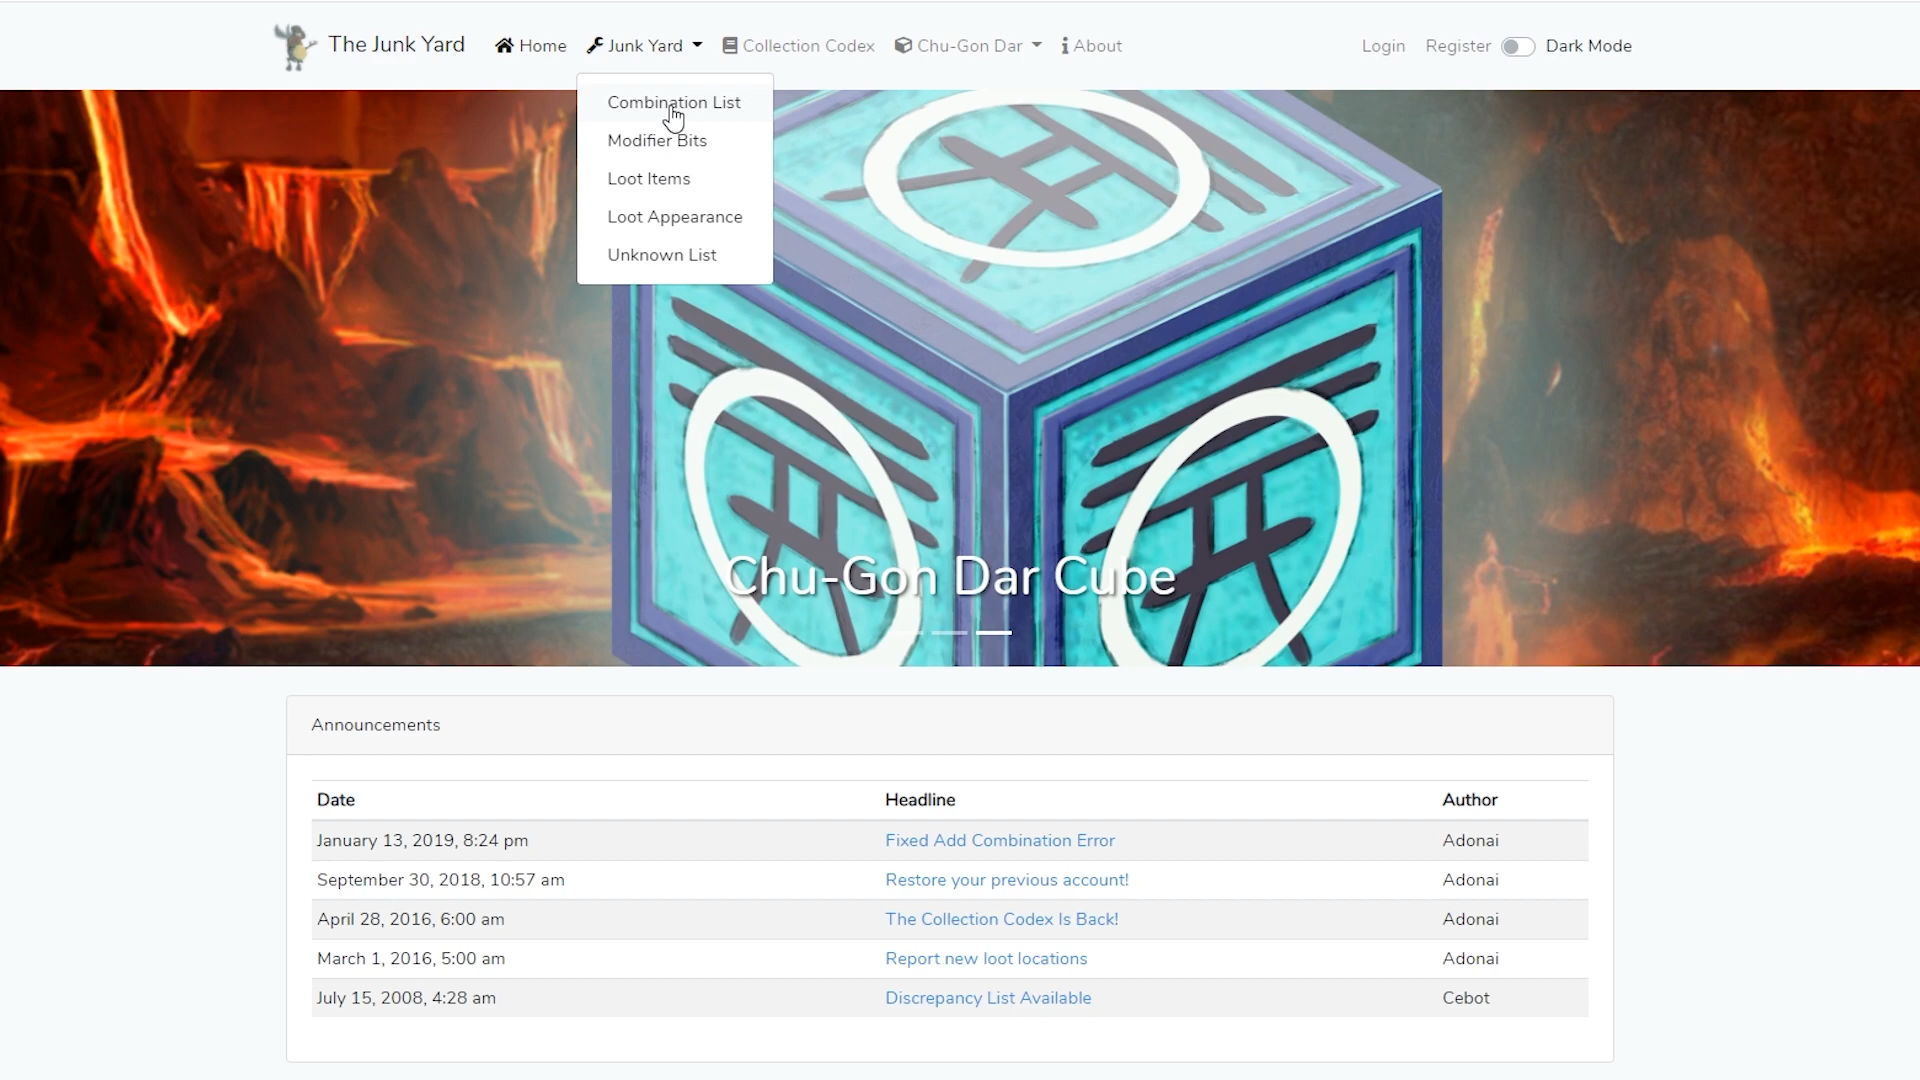 The Junk Yard Home Junk Yard Collection Codex Chu-Gon Dar About Login Register Dark Mode
Combination List
Modifier Bits
Loot Items
Loot Appearance
Unknown List
Chu-Gon Dar Cube
Announcements
Date Headline Author
January 13, 2019, 8:24 pm Fixed Add Combination Error Adonai
September 30, 2018, 10:57 am Restore your previous account! Adonai
April 28, 2016, 6:00 am The Collection Codex Is Back! Adonai
March 1, 2016, 5:00 am Report new loot locations Adonai
July 15, 2008, 4:28 am Discrepancy List Available Cebot